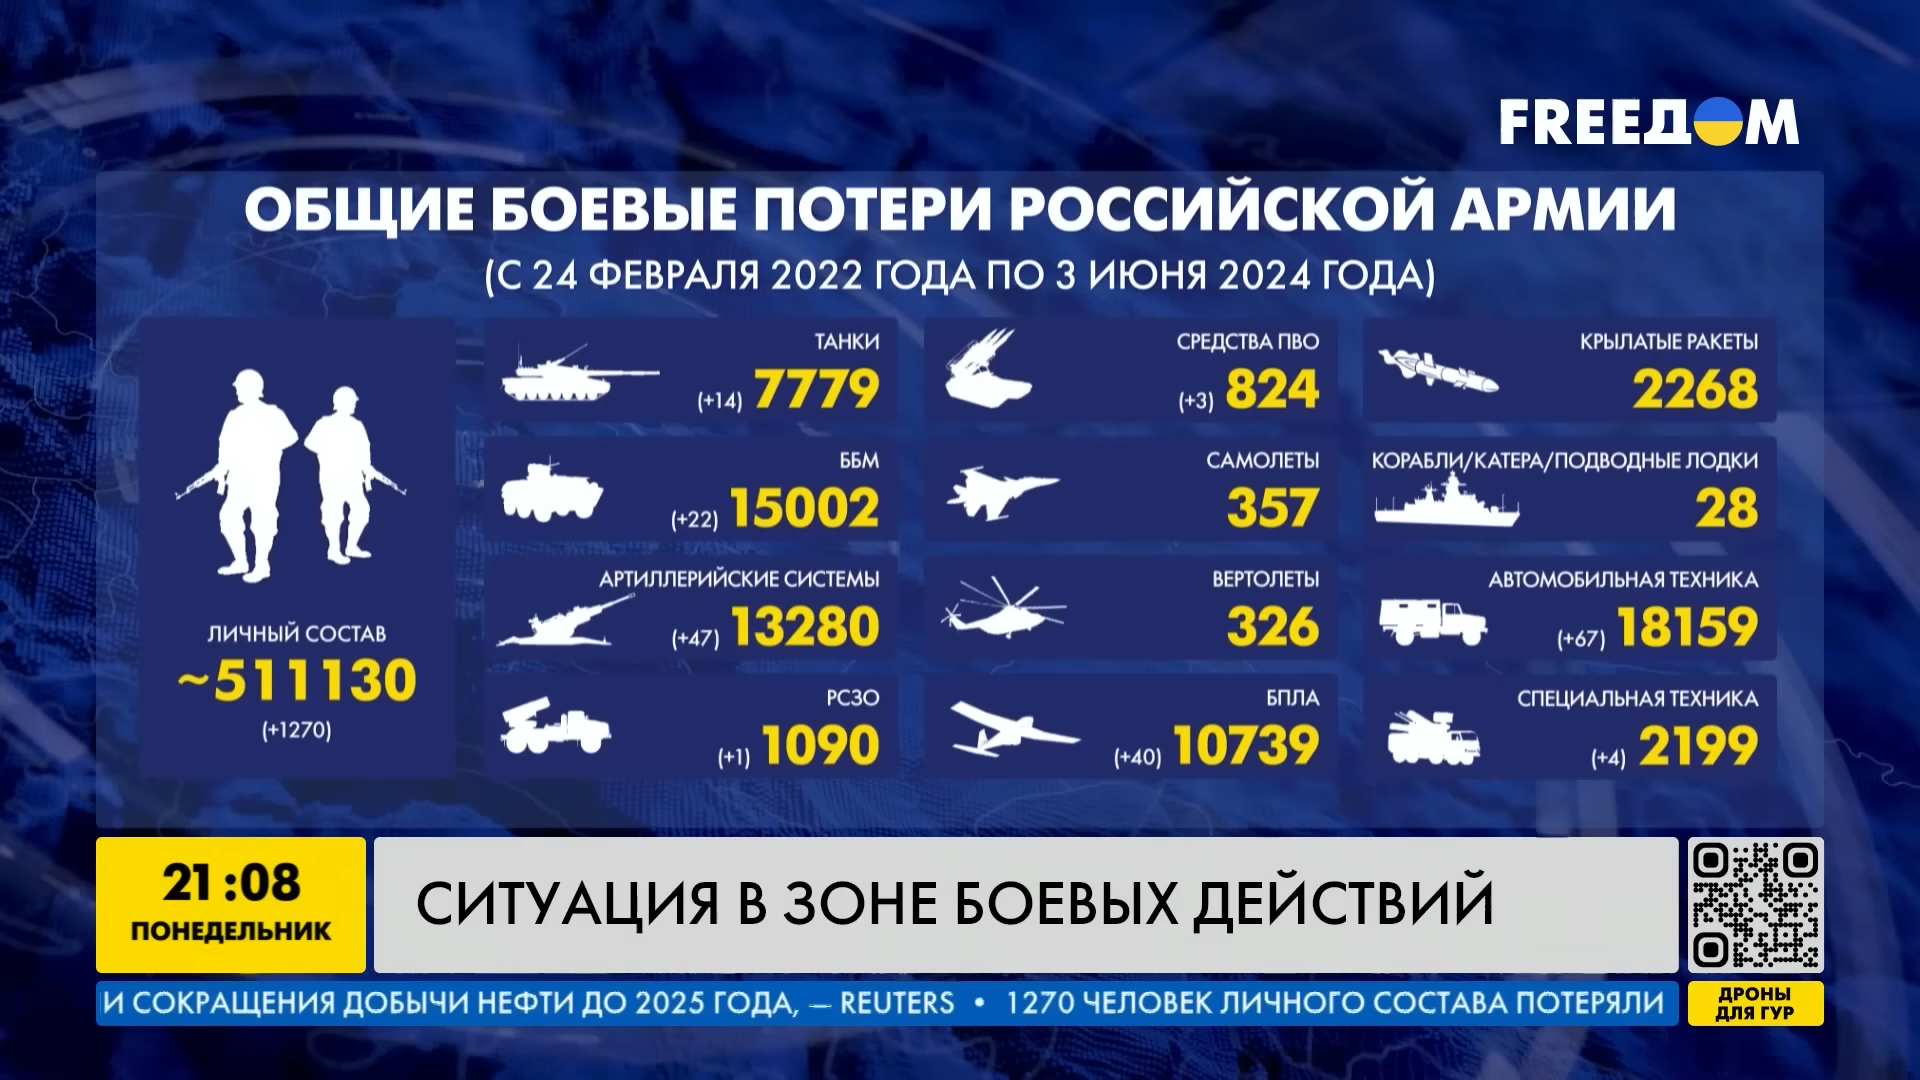 FREEДOM
ОБЩИЕ БОЕВЫЕ ПОТЕРИ РОССИЙСКОЙ АРМИИ
(С 24 ФЕВРАЛЯ 2022 ГОДА ПО 3 ИЮНЯ 2024 ГОДА)
ЛИЧНЫЙ СОСТАВ
~511130
(+1270)
ТАНКИ
(+14) 7779
ББМ
(+22) 15002
АРТИЛЛЕРИЙСКИЕ СИСТЕМЫ
(+47) 13280
РСЗО
(+1) 1090
СРЕДСТВА ПВО
(+3) 824
САМОЛЕТЫ
357
ВЕРТОЛЕТЫ
326
БПЛА
(+40) 10739
КРЫЛАТЫЕ РАКЕТЫ
2268
КОРАБЛИ/КАТЕРА/ПОДВОДНЫЕ ЛОДКИ
28
АВТОМОБИЛЬНАЯ ТЕХНИКА
(+67) 18159
СПЕЦИАЛЬНАЯ ТЕХНИКА
(+4) 2199
21:08
ПОНЕДЕЛЬНИК
СИТУАЦИЯ В ЗОНЕ БОЕВЫХ ДЕЙСТВИЙ
И СОКРАЩЕНИЯ ДОБЫЧИ НЕФТИ ДО 2025 ГОДА, — REUTERS • 1270 ЧЕЛОВЕК ЛИЧНОГО СОСТАВА ПОТЕРЯЛИ
ДРОНЫ
ДЛЯ ГУР